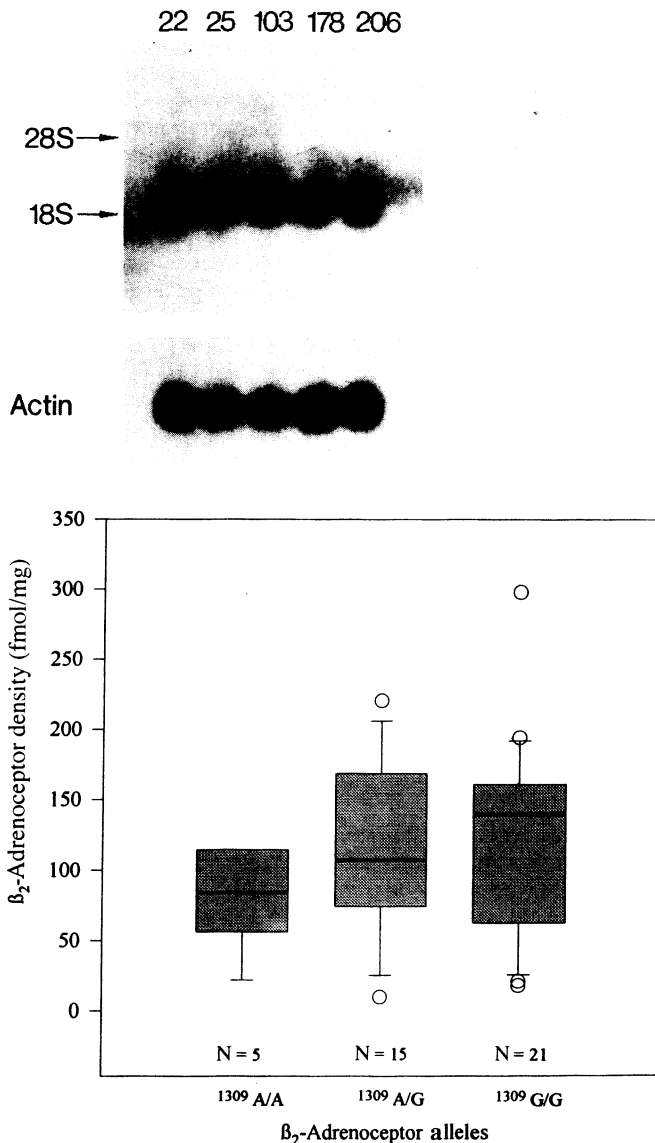 22 25 103 178 206
28S
18S
Actin
350
300
250
200
150
100
50
0
ß₂-Adrenoceptor density (fmol/mg)
N = 5 N = 15 N = 21
¹³⁰⁹ A/A ¹³⁰⁹ A/G ¹³⁰⁹ G/G
ß₂-Adrenoceptor alleles